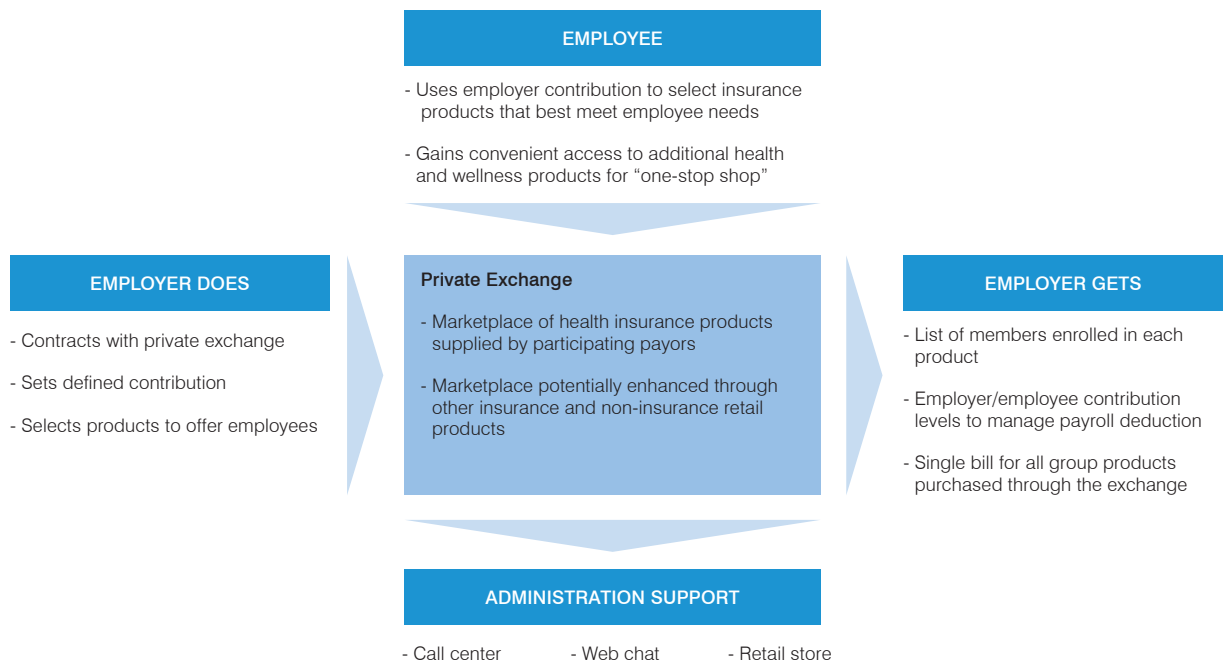 EMPLOYEE
- Uses employer contribution to select insurance
products that best meet employee needs
- Gains convenient access to additional health
and wellness products for “one-stop shop”
EMPLOYER DOES
- Contracts with private exchange
- Sets defined contribution
- Selects products to offer employees
Private Exchange
- Marketplace of health insurance products
supplied by participating payors
- Marketplace potentially enhanced through
other insurance and non-insurance retail
products
EMPLOYER GETS
- List of members enrolled in each
product
- Employer/employee contribution
levels to manage payroll deduction
- Single bill for all group products
purchased through the exchange
ADMINISTRATION SUPPORT
- Call center - Web chat - Retail store